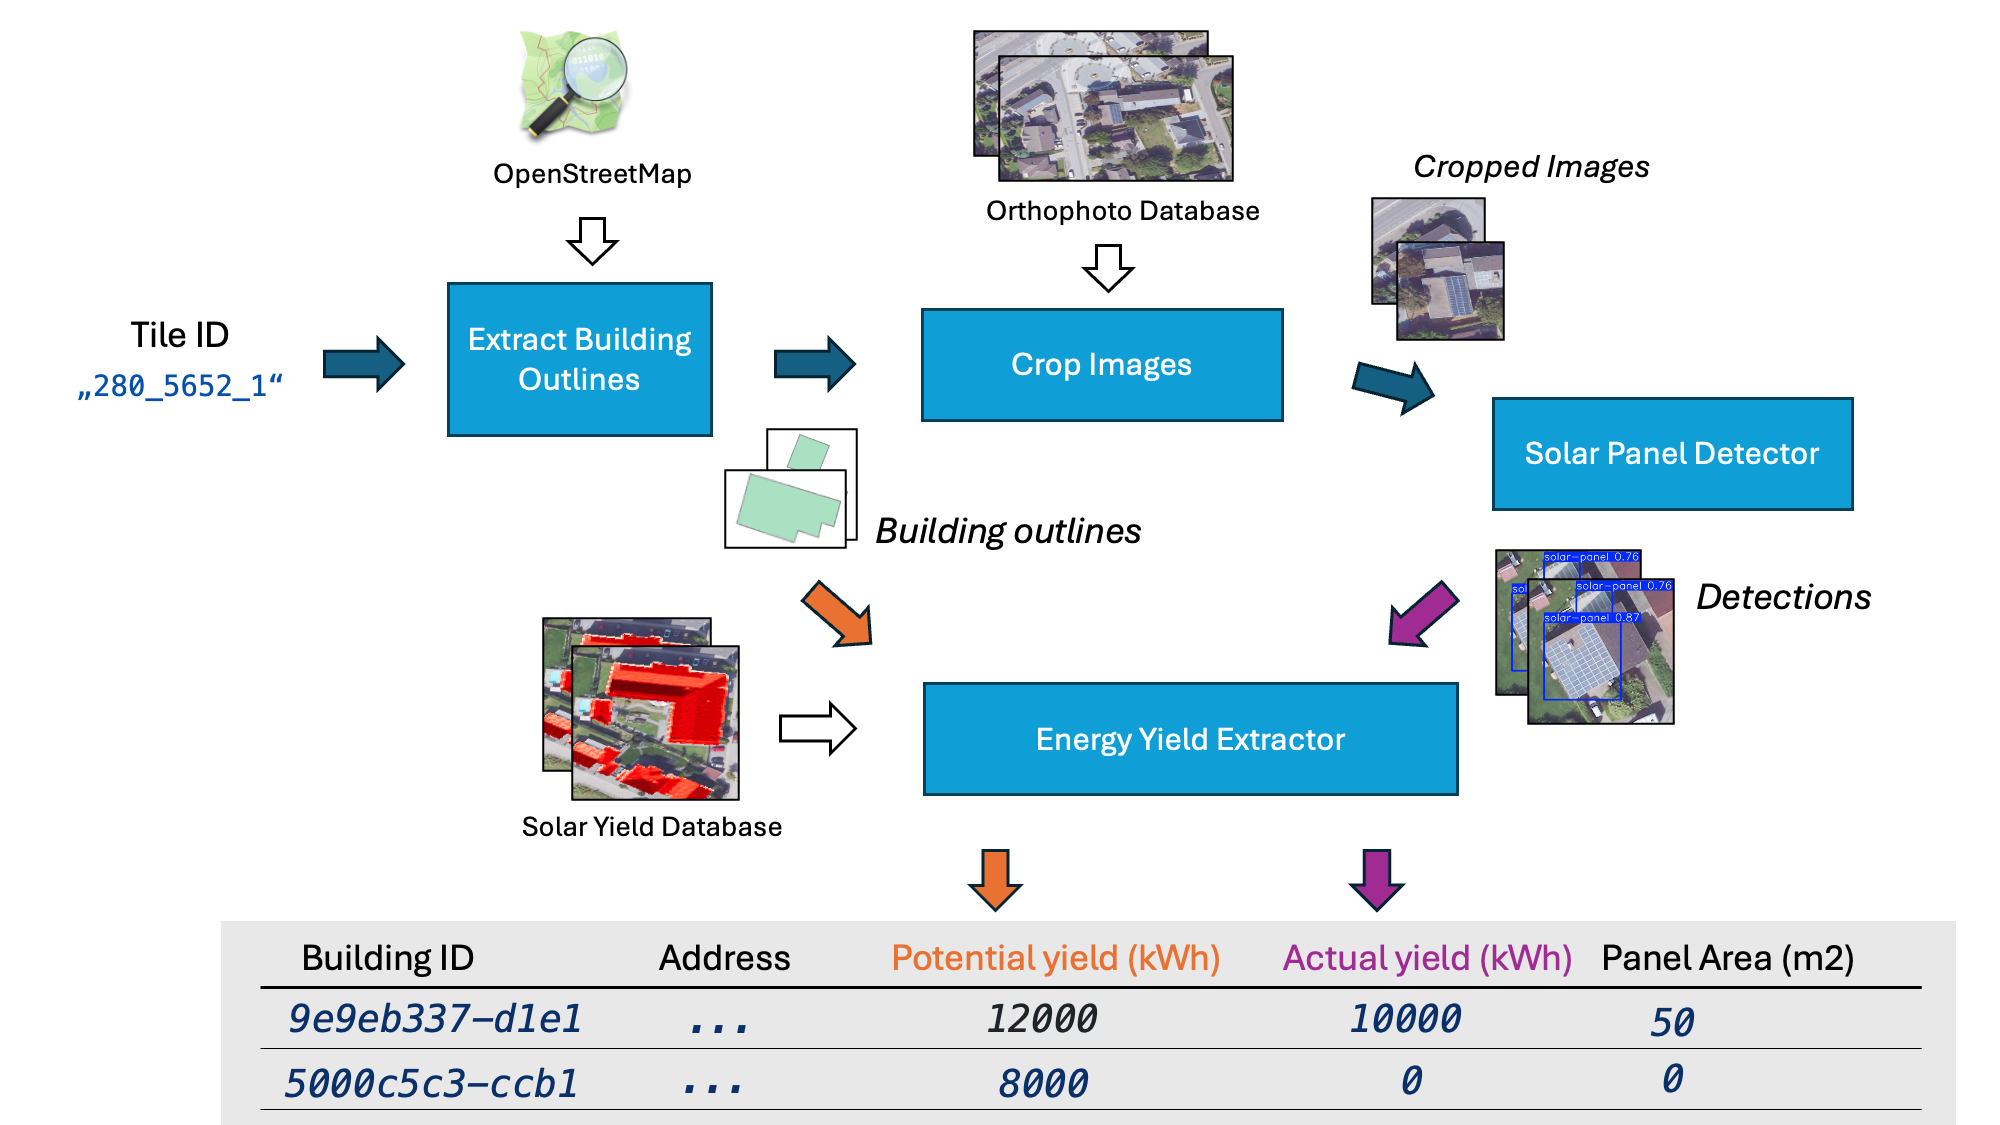 OpenStreetMap
Orthophoto Database
Cropped Images
Tile ID
„280_5652_1“
Extract Building
Outlines
Crop Images
Solar Panel Detector
Building outlines
solar-panel 0.76
sol
solar-panel 0.76
solar-panel 0.87
Detections
Energy Yield Extractor
Solar Yield Database
Building ID Address Potential yield (kWh) Actual yield (kWh) Panel Area (m2)
9e9eb337-d1e1 ... 12000 10000 50
5000c5c3-ccb1 ... 8000 0 0